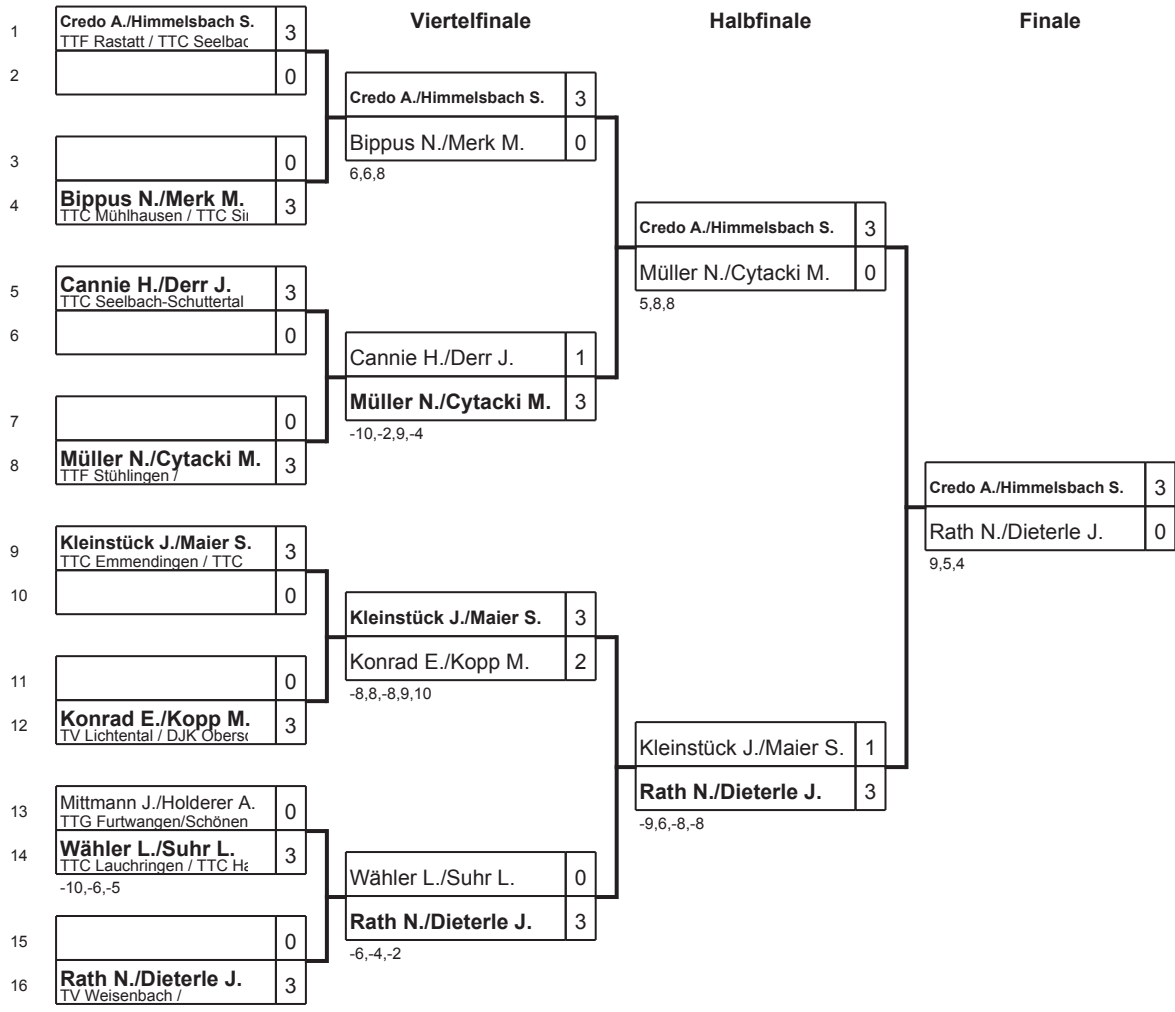 Viertelfinale Halbfinale Finale
1 Credo A./Himmelsbach S. 3
TTF Rastatt / TTC Seelbac
2 0
3 0
4 Bippus N./Merk M. 3
TTC Mühlhausen / TTC
5 Cannie H./Derr J. 3
TTC Seelbach-Schuttertal
6 0
7 0
8 Müller N./Cytacki M. 3
TTF Stühlingen /
9 Kleinstück J./Maier S. 3
TTC Emmendingen / TTC
10 0
11 0
12 Konrad E./Kopp M. 3
TV Lichtental / DJK
13 Mittmann J./Holderer A. 0
TTG Furtwangen/Schönen
14 Wähler L./Suhr L. 3
TTC Lauchringen / TTC
-10,-6,-5
15 0
16 Rath N./Dieterle J. 3
TV Weisenbach /
Credo A./Himmelsbach S. 3
Bippus N./Merk M. 0
6,6,8
Cannie H./Derr J. 1
Müller N./Cytacki M. 3
-10,-2,9,-4
Kleinstück J./Maier S. 3
Konrad E./Kopp M. 2
-8,8,-8,9,10
Wähler L./Suhr L. 0
Rath N./Dieterle J. 3
-6,-4,-2
Credo A./Himmelsbach S. 3
Müller N./Cytacki M. 0
5,8,8
Kleinstück J./Maier S. 1
Rath N./Dieterle J. 3
-9,6,-8,-8
Credo A./Himmelsbach S. 3
Rath N./Dieterle J. 0
9,5,4